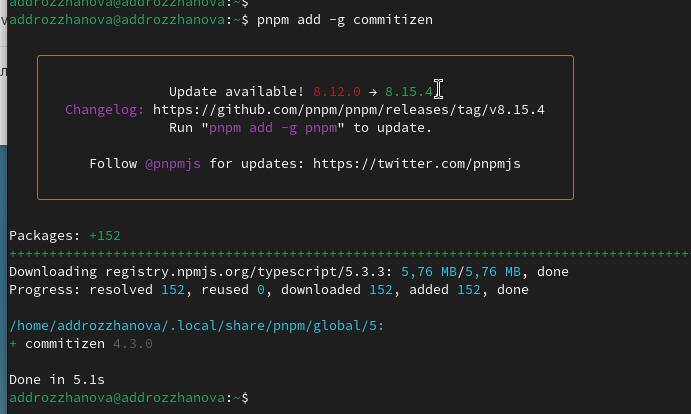 addrozzhanova@addrozzhanova:~$
addrozzhanova@addrozzhanova:~$ pnpm add -g commitizen
Update available! 8.12.0 → 8.15.4
Changelog: https://github.com/pnpm/pnpm/releases/tag/v8.15.4
Run "pnpm add -g pnpm" to update.
Follow @pnpmjs for updates: https://twitter.com/pnpmjs
Packages: +152
+++++++++++++++++++++++++++++++++++++++++++++++++++++++++++++++++++++++++++++++++++++
Downloading registry.npmjs.org/typescript/5.3.3: 5,76 MB/5,76 MB, done
Progress: resolved 152, reused 0, downloaded 152, added 152, done
/home/addrozzhanova/.local/share/pnpm/global/5:
+ commitizen 4.3.0
Done in 5.1s
addrozzhanova@addrozzhanova:~$